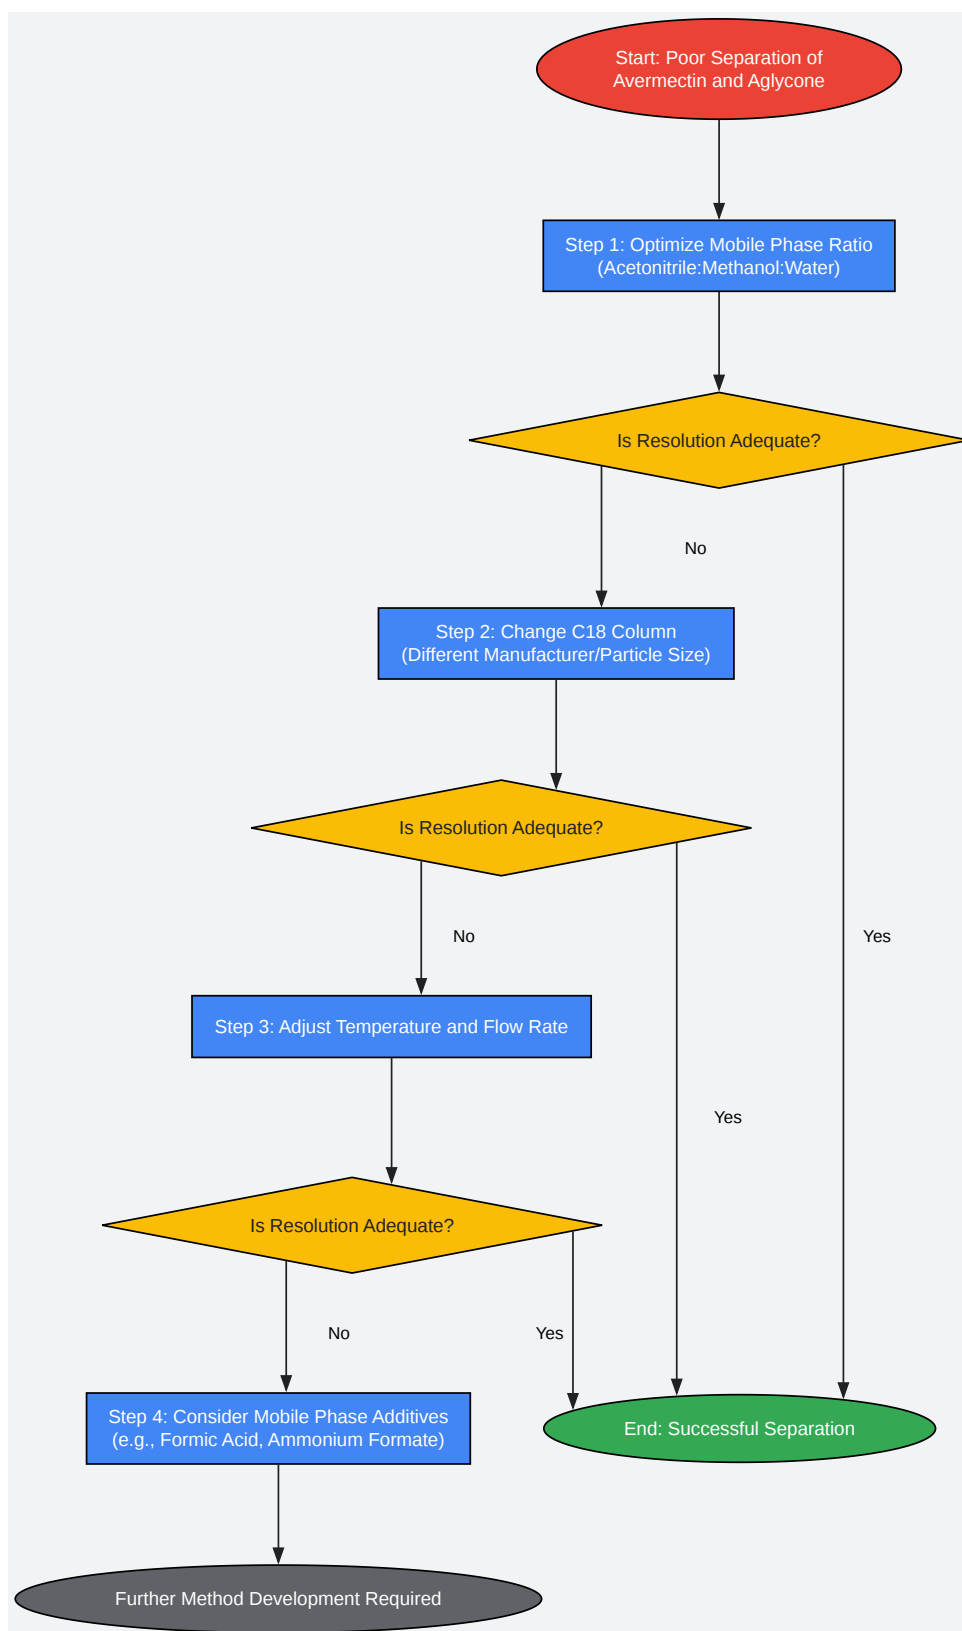 Start: Poor Separation of
Avermectin and Aglycone
Step 1: Optimize Mobile Phase Ratio
(Acetonitrile:Methanol:Water)
Is Resolution Adequate?
No
Step 2: Change C18 Column
(Different Manufacturer/Particle Size)
Is Resolution Adequate?
No
Yes
Step 3: Adjust Temperature and Flow Rate
Yes
Is Resolution Adequate?
No
Yes
Step 4: Consider Mobile Phase Additives
(e.g., Formic Acid, Ammonium Formate)
End: Successful Separation
Further Method Development Required